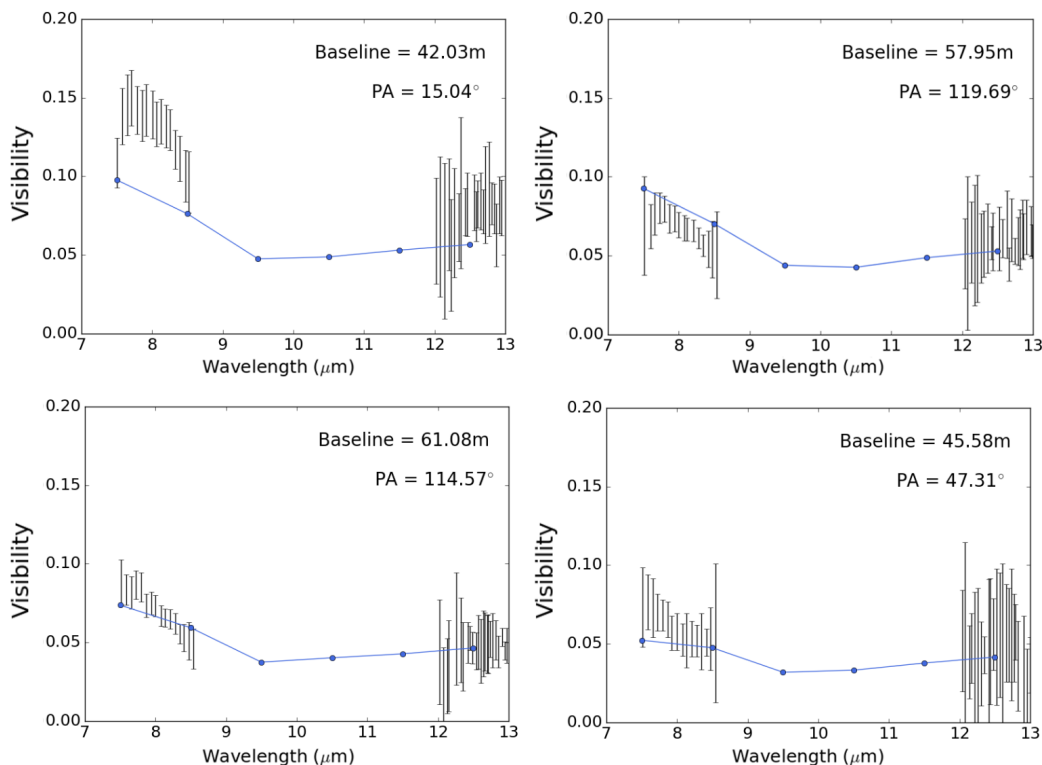 0.20
0.15
0.10
0.05
0.00
Visibility
Baseline = 42.03m
PA = 15.04°
7 8 9 10 11 12 13
Wavelength (μm)
0.20
0.15
0.10
0.05
0.00
Visibility
Baseline = 57.95m
PA = 119.69°
7 8 9 10 11 12 13
Wavelength (μm)
0.20
0.15
0.10
0.05
0.00
Visibility
Baseline = 61.08m
PA = 114.57°
7 8 9 10 11 12 13
Wavelength (μm)
0.20
0.15
0.10
0.05
0.00
Visibility
Baseline = 45.58m
PA = 47.31°
7 8 9 10 11 12 13
Wavelength (μm)